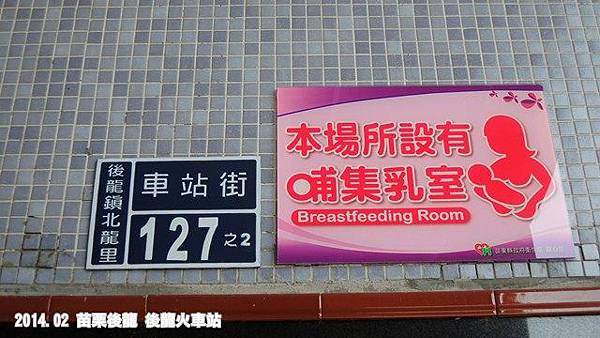 後龍鎮北龍里
車站街
127之2
本場所設有
哺集乳室
Breastfeeding Room
2014.02 苗栗後龍 後龍火車站